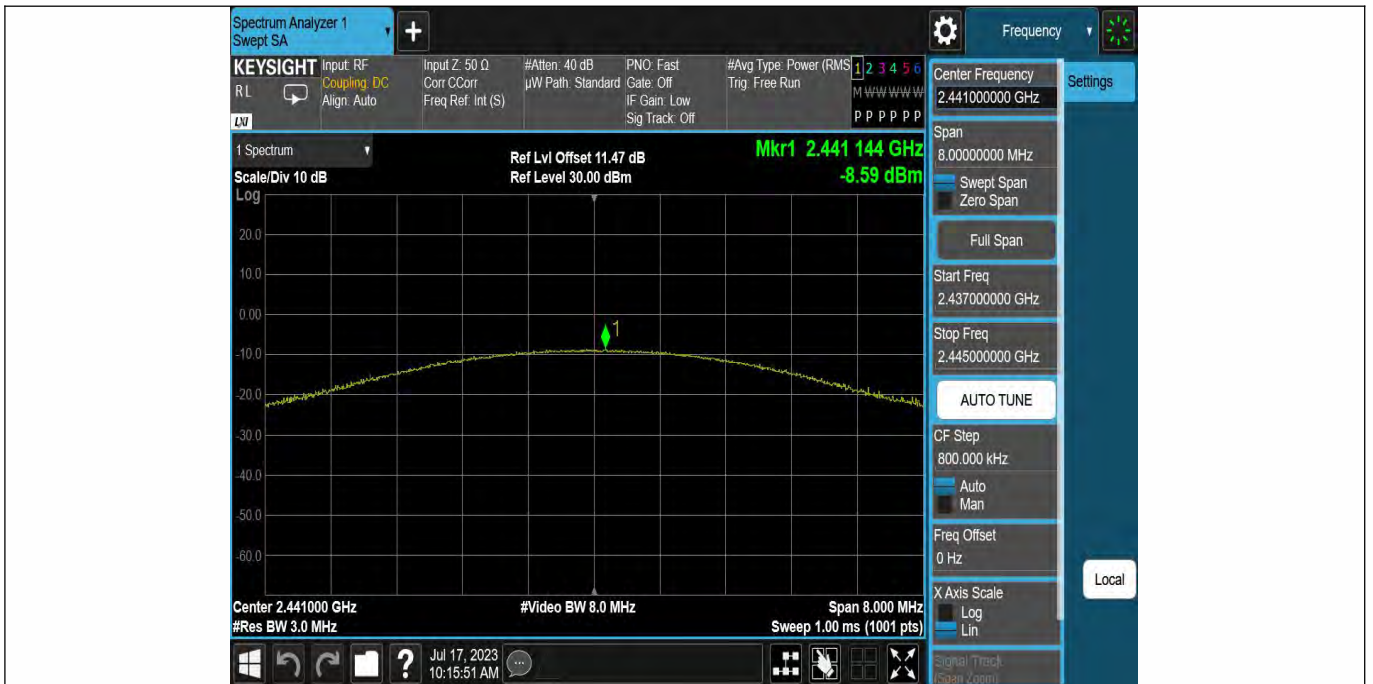 Spectrum Analyzer 1
Swept SA
+
Frequency
KEYSIGHT
RL
LXI
Input: RF
Coupling: DC
Align: Auto
Input Z: 50 Ω
Corr CCorr
Freq Ref: Int (S)
#Atten: 40 dB
µW Path: Standard
PNO: Fast
Gate: Off
IF Gain: Low
Sig Track: Off
#Avg Type: Power (RMS
Trig: Free Run
1 2 3 4 5 6
M W W W W W
P P P P P P
1 Spectrum
Scale/Div 10 dB
Log
Ref Lvl Offset 11.47 dB
Ref Level 30.00 dBm
Mkr1 2.441 144 GHz
-8.59 dBm
20.0
10.0
0.00
-10.0
-20.0
-30.0
-40.0
-50.0
-60.0
1
Center 2.441000 GHz
#Res BW 3.0 MHz
#Video BW 8.0 MHz
Span 8.000 MHz
Sweep 1.00 ms (1001 pts)
Jul 17, 2023
10:15:51 AM
?
Center Frequency
2.441000000 GHz
Settings
Span
8.00000000 MHz
Swept Span
Zero Span
Full Span
Start Freq
2.437000000 GHz
Stop Freq
2.445000000 GHz
AUTO TUNE
CF Step
800.000 kHz
Auto
Man
Freq Offset
0 Hz
X Axis Scale
Log
Lin
Signal Track
(Span Zoom)
Local